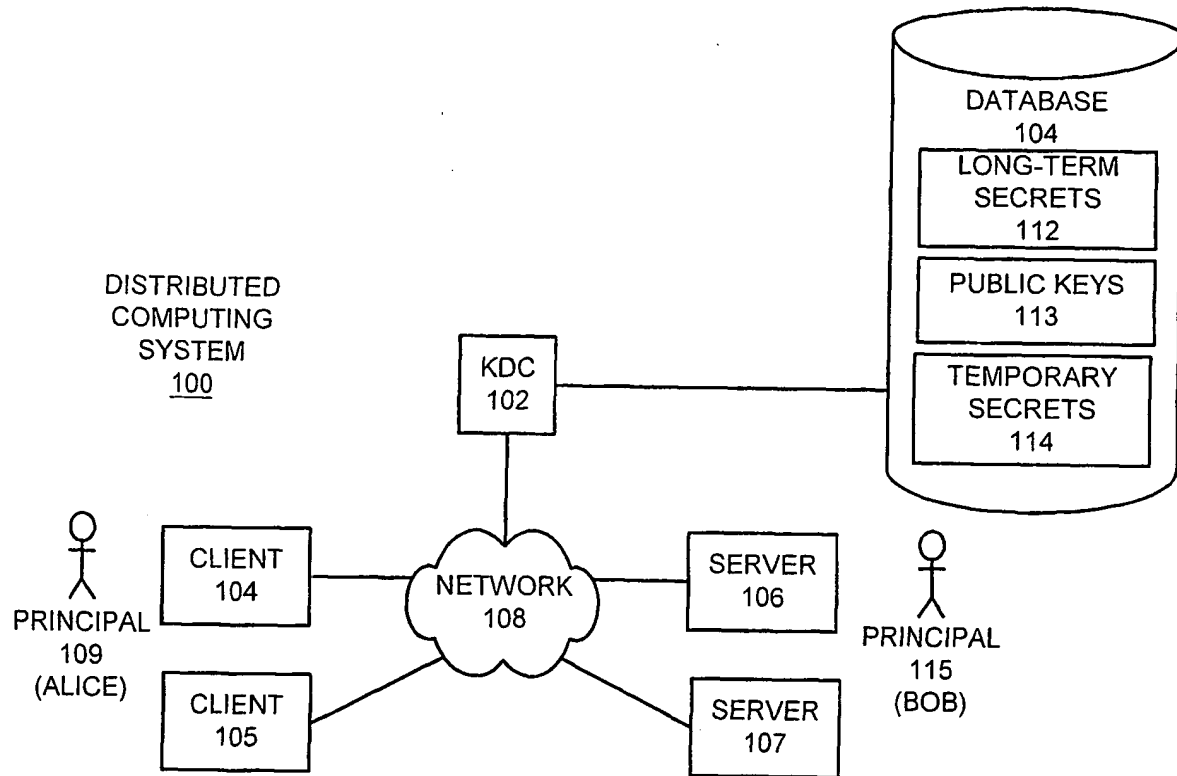 DATABASE
104
LONG-TERM
SECRETS
112
PUBLIC KEYS
113
TEMPORARY
SECRETS
114
DISTRIBUTED
COMPUTING
SYSTEM
100
KDC
102
PRINCIPAL
109
(ALICE)
CLIENT
104
CLIENT
105
NETWORK
108
SERVER
106
SERVER
107
PRINCIPAL
115
(BOB)